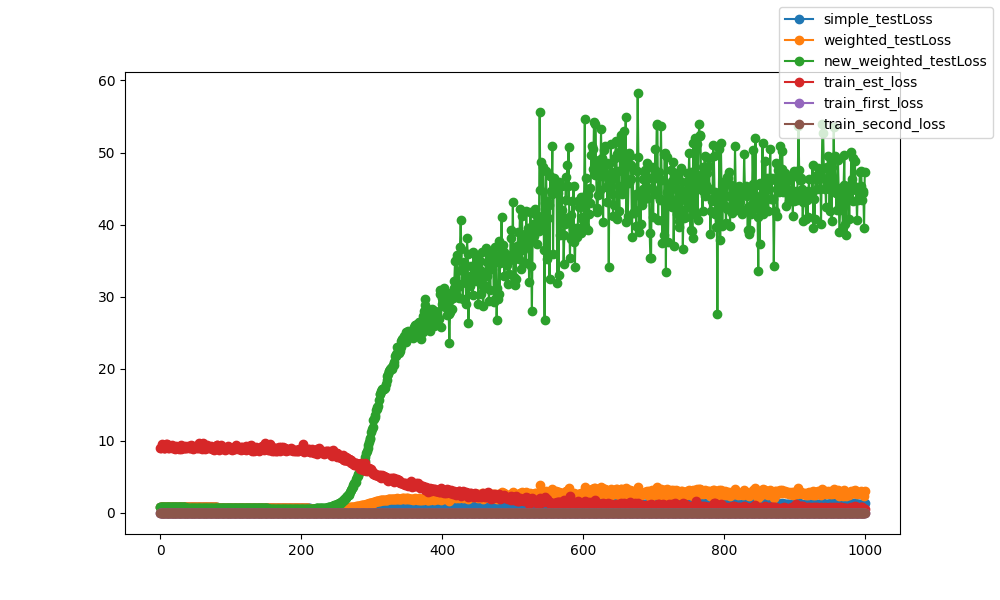 simple_testLoss
weighted_testLoss
new_weighted_testLoss
train_est_loss
train_first_loss
train_second_loss
60
50
40
30
20
10
0
0 200 400 600 800 1000